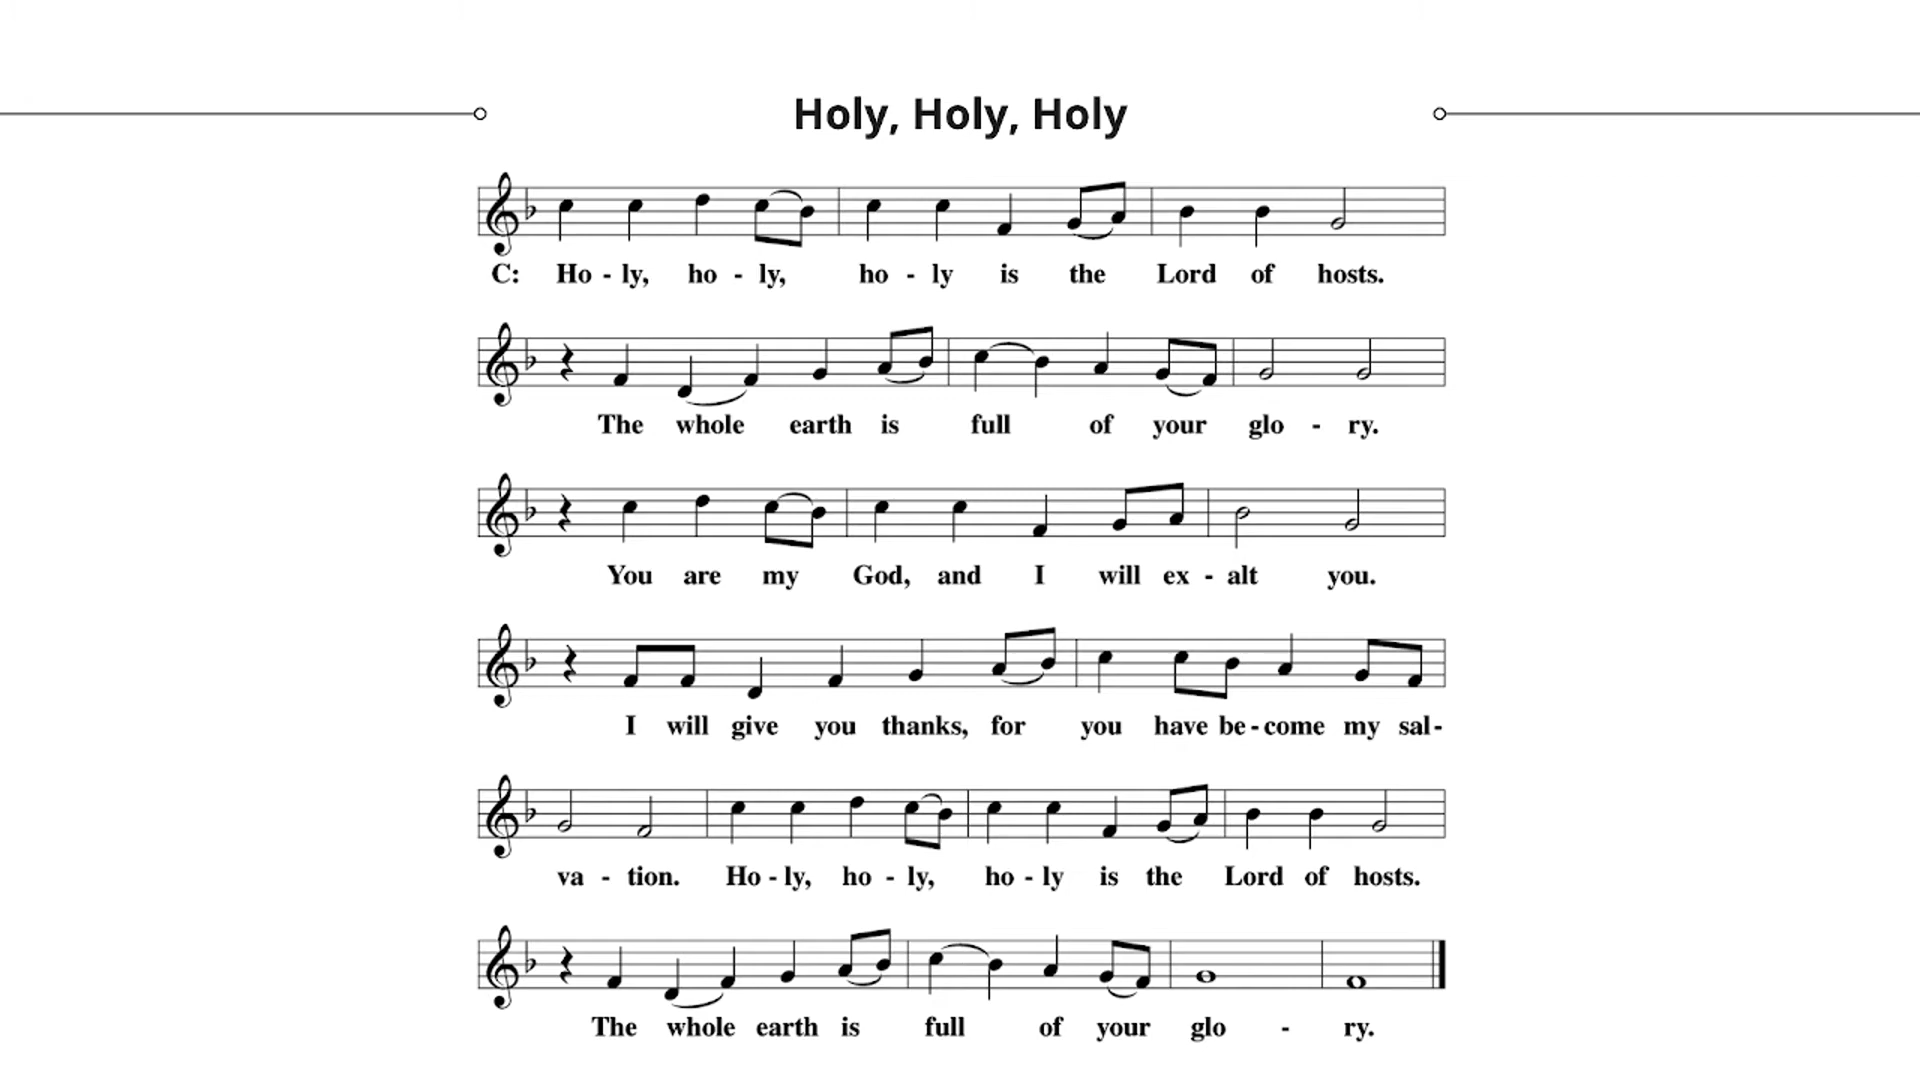 Holy, Holy, Holy
C: Ho - ly, ho - ly, ho - ly is the Lord of hosts.
The whole earth is full of your glo - ry.
You are my God, and I will ex - alt you.
I will give you thanks, for you have be - come my sal -
va - tion. Ho - ly, ho - ly, ho - ly is the Lord of hosts.
The whole earth is full of your glo - ry.